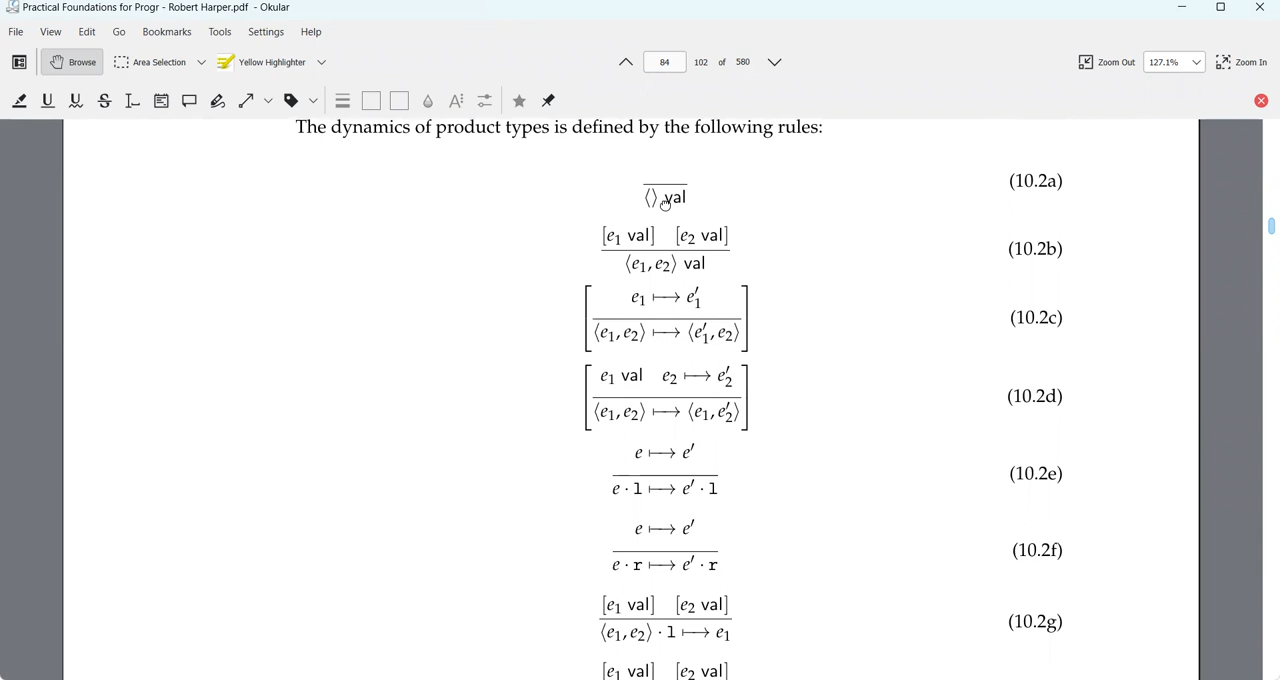 Practical Foundations for Progr - Robert Harper.pdf - Okular
File View Edit Go Bookmarks Tools Settings Help
Browse Area Selection Yellow Highlighter 84 102 of 580 Zoom Out 127.1% Zoom In
The dynamics of product types is defined by the following rules:
⟨⟩ val (10.2a)
[e₁ val] [e₂ val]
⟨e₁, e₂⟩ val (10.2b)
e₁ ⟼ e₁′
⟨e₁, e₂⟩ ⟼ ⟨e₁′, e₂⟩ (10.2c)
e₁ val e₂ ⟼ e₂′
⟨e₁, e₂⟩ ⟼ ⟨e₁, e₂′⟩ (10.2d)
e ⟼ e′
e · l ⟼ e′ · l (10.2e)
e ⟼ e′
e · r ⟼ e′ · r (10.2f)
[e₁ val] [e₂ val]
⟨e₁, e₂⟩ · l ⟼ e₁ (10.2g)
[e₁ val] [e₂ val]